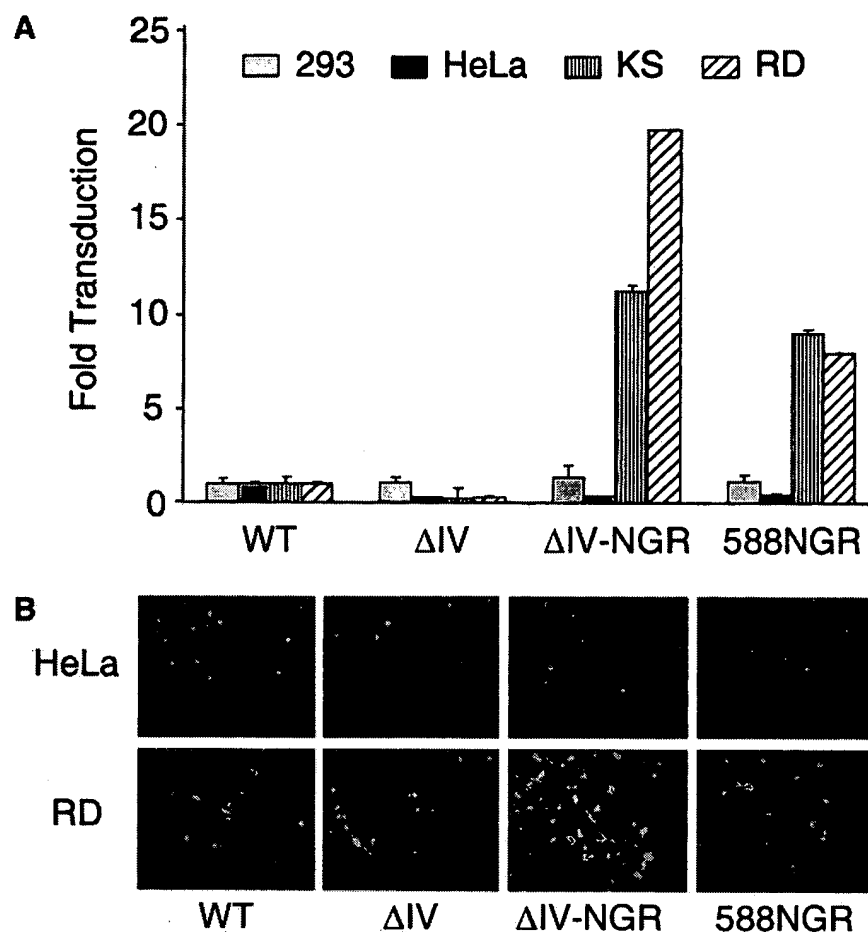 A
25
20
15
10
5
0
Fold Transduction
293 HeLa KS RD
WT ΔIV ΔIV-NGR 588NGR
B
HeLa
RD
WT ΔIV ΔIV-NGR 588NGR